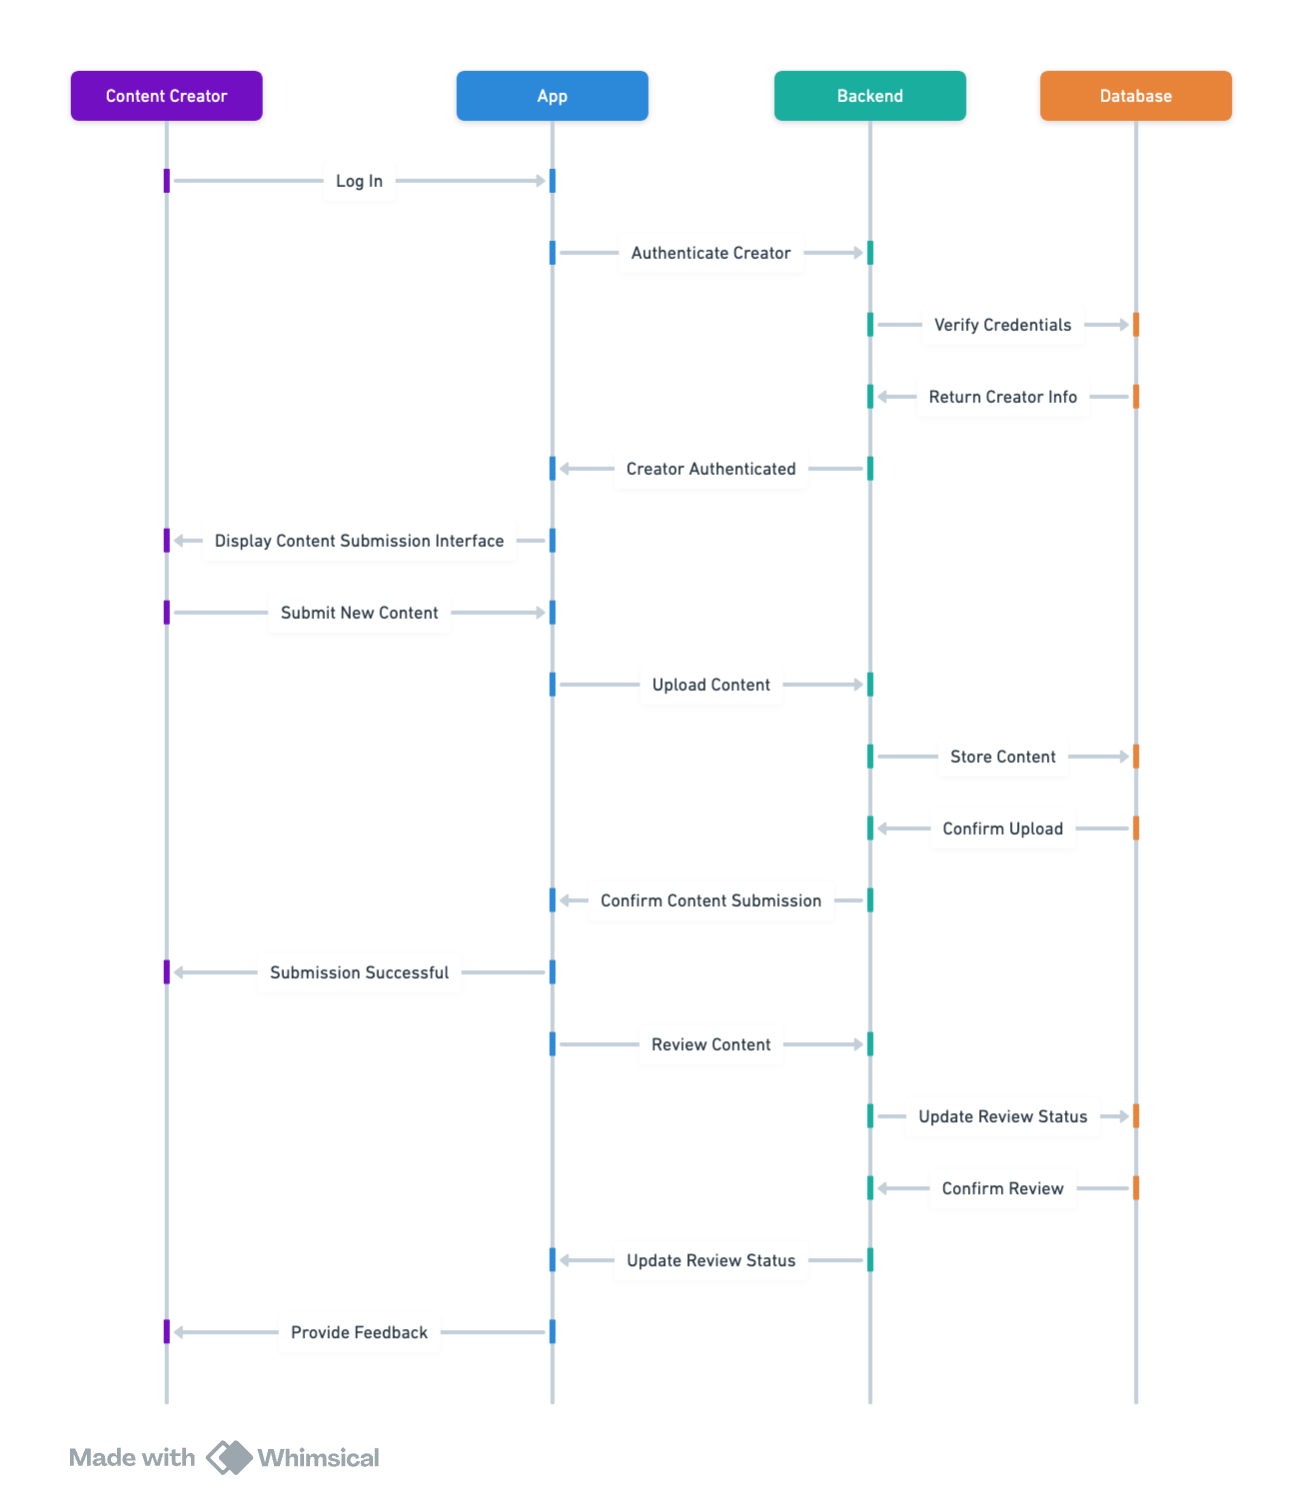 Content Creator
App
Backend
Database
Log In
Authenticate Creator
Verify Credentials
Return Creator Info
Creator Authenticated
Display Content Submission Interface
Submit New Content
Upload Content
Store Content
Confirm Upload
Confirm Content Submission
Submission Successful
Review Content
Update Review Status
Confirm Review
Update Review Status
Provide Feedback
Made with Whimsical